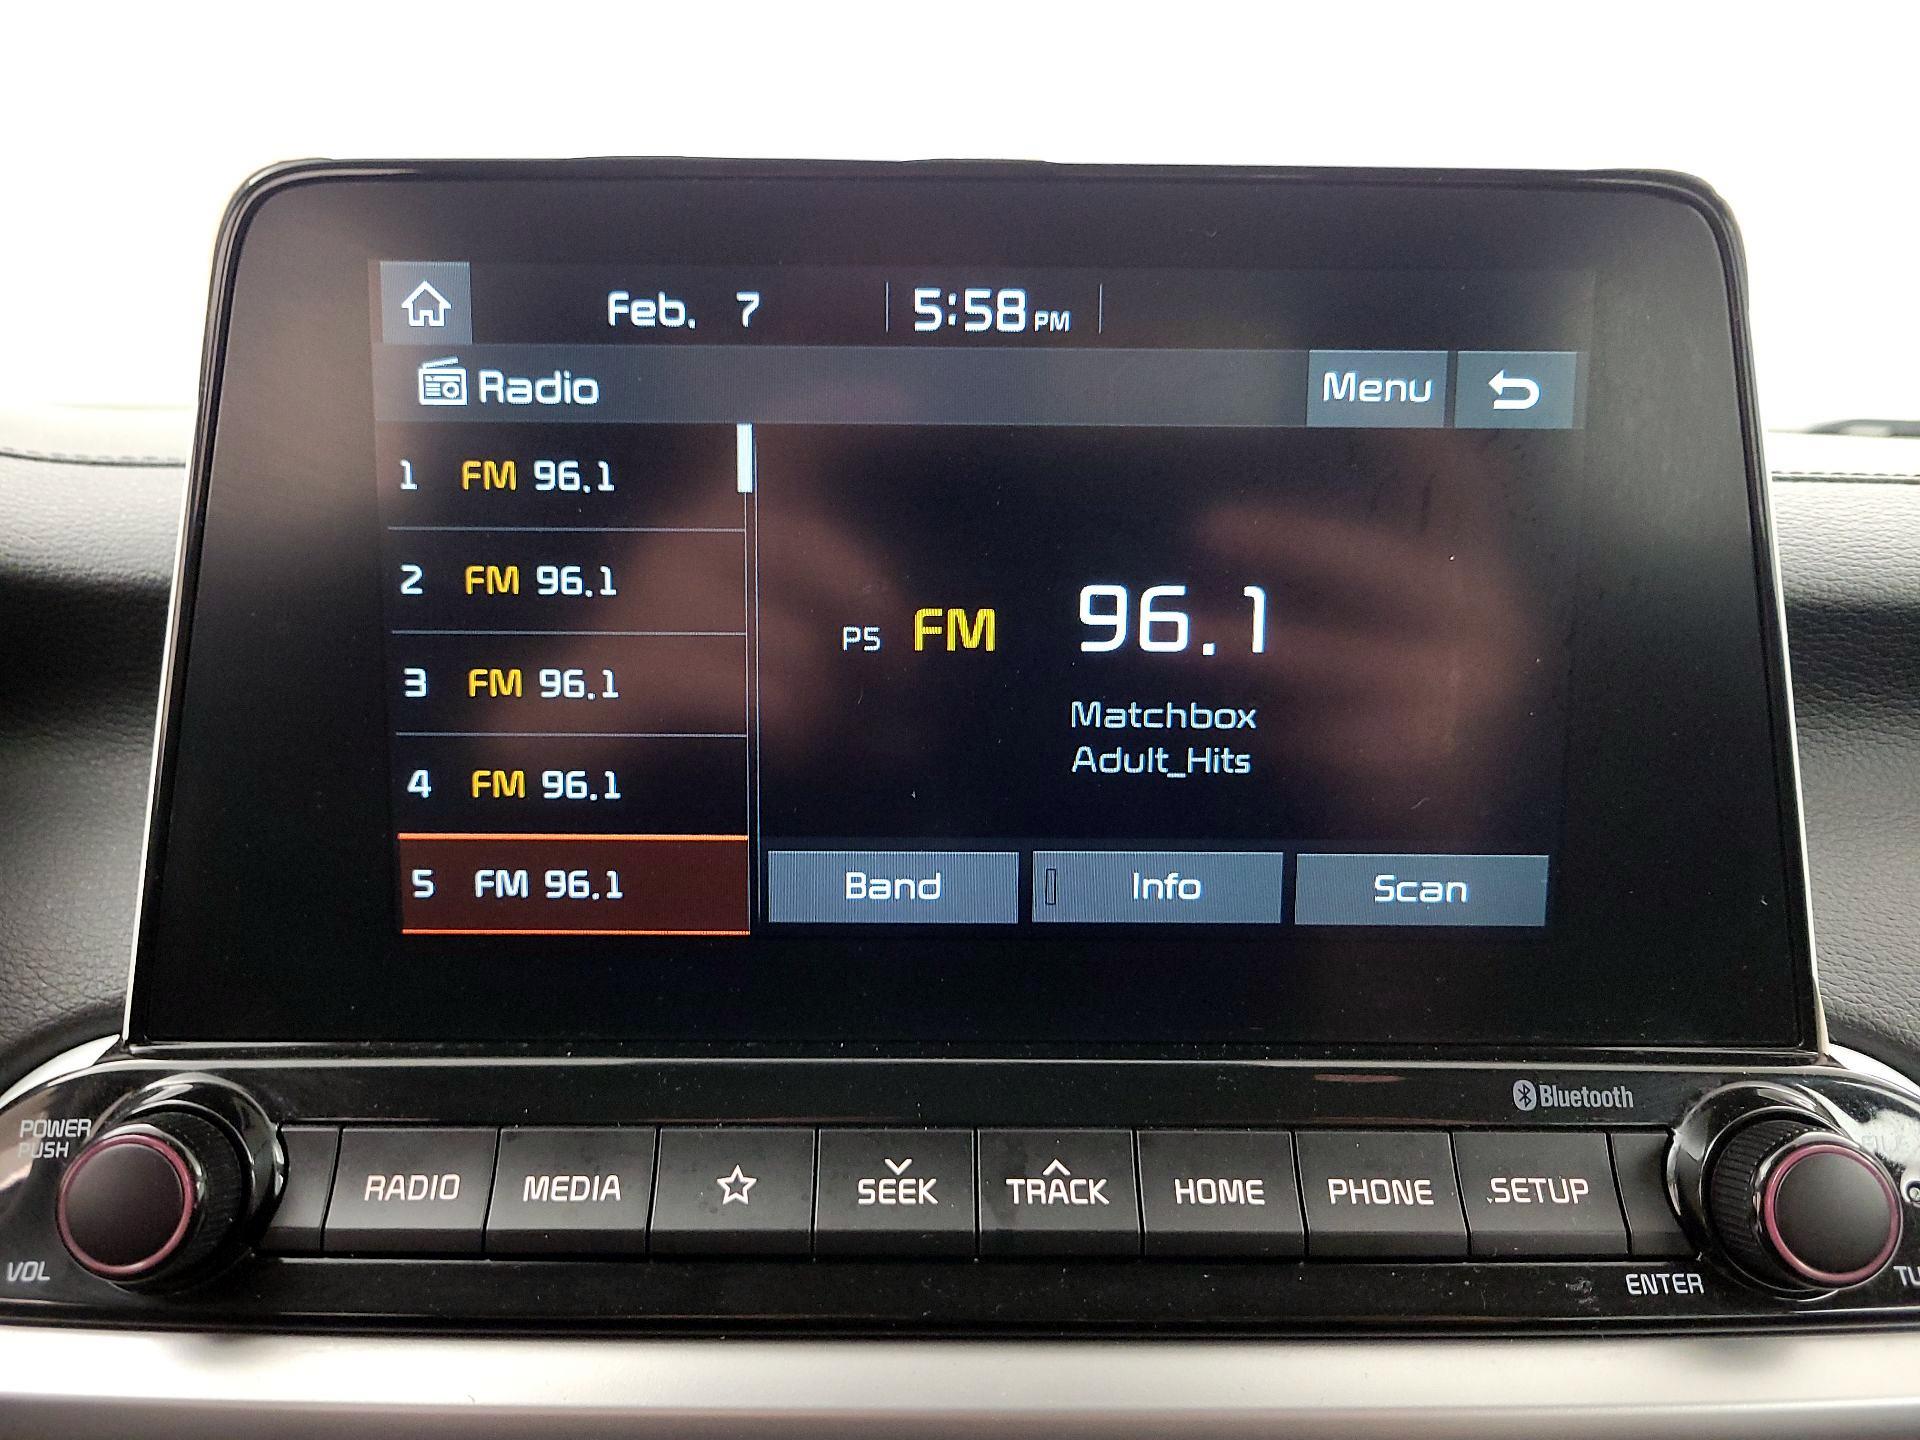 Feb. 7 5:58 PM
Radio Menu
1 FM 96.1
2 FM 96.1
3 FM 96.1
4 FM 96.1
5 FM 96.1
P5 FM 96.1
Matchbox
Adult_Hits
Band Info Scan
Bluetooth
POWER
PUSH
VOL
RADIO MEDIA SEEK TRACK HOME PHONE SETUP
ENTER